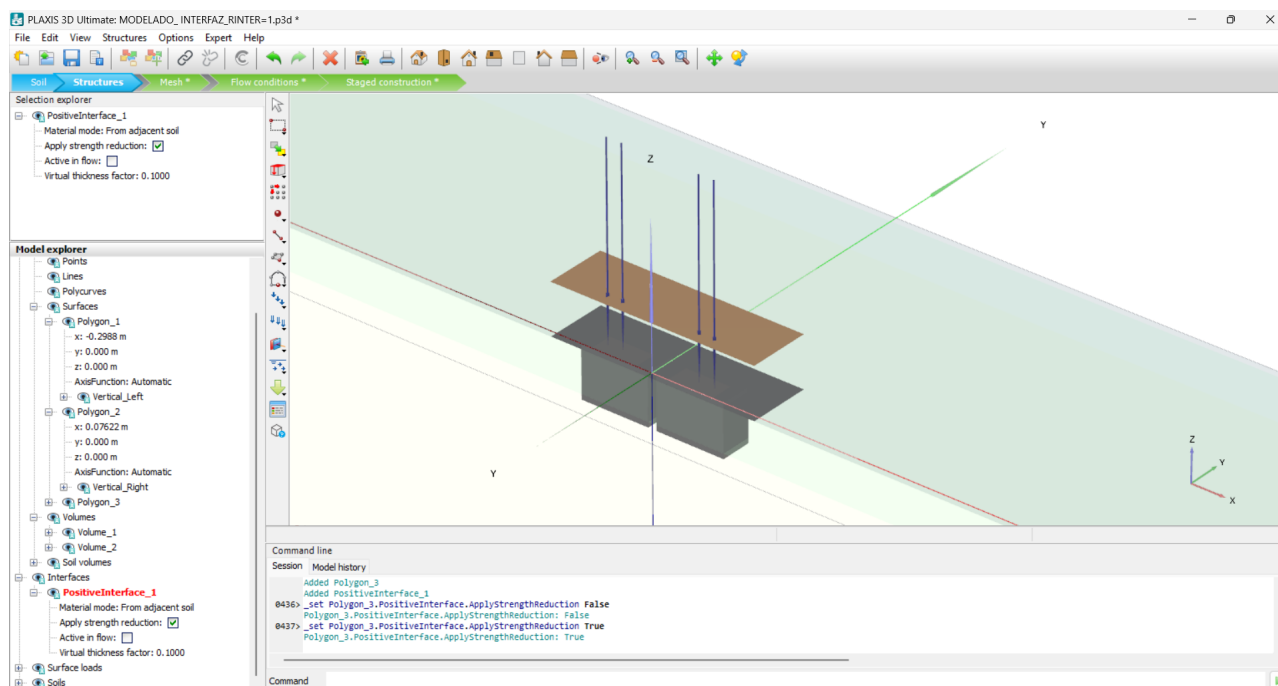 PLAXIS 3D Ultimate: MODELADO_ INTERFAZ_RINTER=1.p3d *
File Edit View Structures Options Expert Help
Soil Structures Mesh * Flow conditions * Staged construction *
Selection explorer
PositiveInterface_1
Material mode: From adjacent soil
Apply strength reduction:
Active in flow:
Virtual thickness factor: 0.1000
Model explorer
Points
Lines
Polycurves
Surfaces
Polygon_1
x: -0.2988 m
y: 0.000 m
z: 0.000 m
AxisFunction: Automatic
Vertical_Left
Polygon_2
x: 0.07622 m
y: 0.000 m
z: 0.000 m
AxisFunction: Automatic
Vertical_Right
Polygon_3
Volumes
Volume_1
Volume_2
Soil volumes
Interfaces
PositiveInterface_1
Material mode: From adjacent soil
Apply strength reduction:
Active in flow:
Virtual thickness factor: 0.1000
Surface loads
Soils
Y
Z
Y
Z
Y
X
Command line
Session Model history
Added Polygon_3
Added PositiveInterface_1
0436> _set Polygon_3.PositiveInterface.ApplyStrengthReduction False
Polygon_3.PositiveInterface.ApplyStrengthReduction: False
0437> _set Polygon_3.PositiveInterface.ApplyStrengthReduction True
Polygon_3.PositiveInterface.ApplyStrengthReduction: True
Command